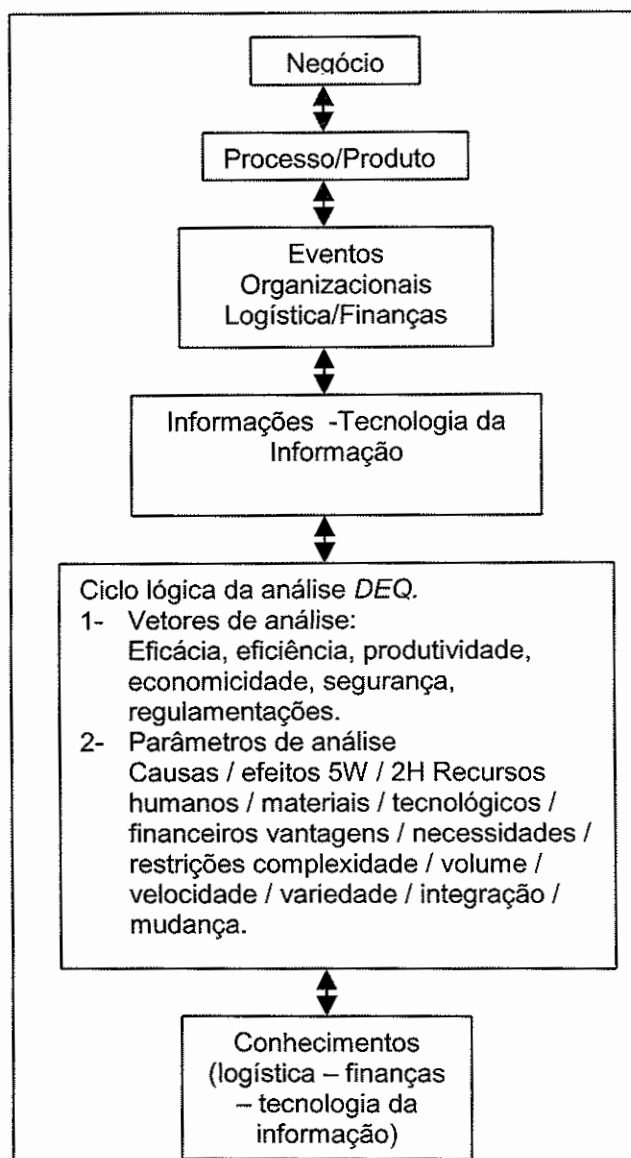 Negócio
Processo/Produto
Eventos
Organizacionais
Logística/Finanças
Informações -Tecnologia da
Informação
Ciclo lógica da análise DEQ.
1- Vetores de análise:
Eficácia, eficiência, produtividade,
economicidade, segurança,
regulamentações.
2- Parâmetros de análise
Causas / efeitos 5W / 2H Recursos
humanos / materiais / tecnológicos /
financeiros vantagens / necessidades /
restrições complexidade / volume /
velocidade / variedade / integração /
mudança.
Conhecimentos
(logística – finanças
– tecnologia da
informação)